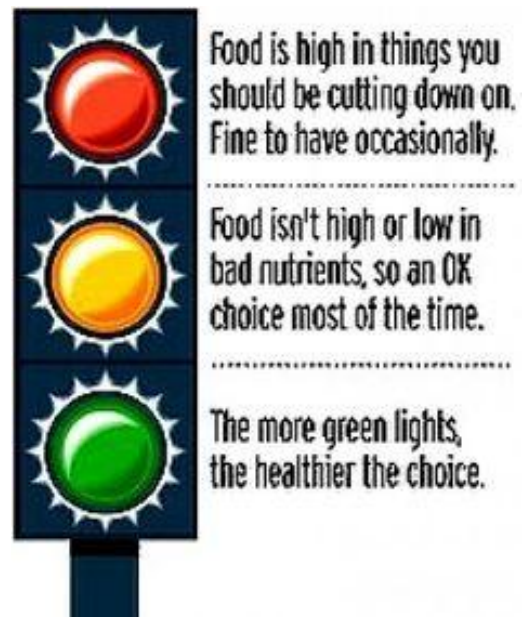 Food is high in things you
should be cutting down on.
Fine to have occasionally.
Food isn't high or low in
bad nutrients, so an OK
choice most of the time.
The more green lights,
the healthier the choice.